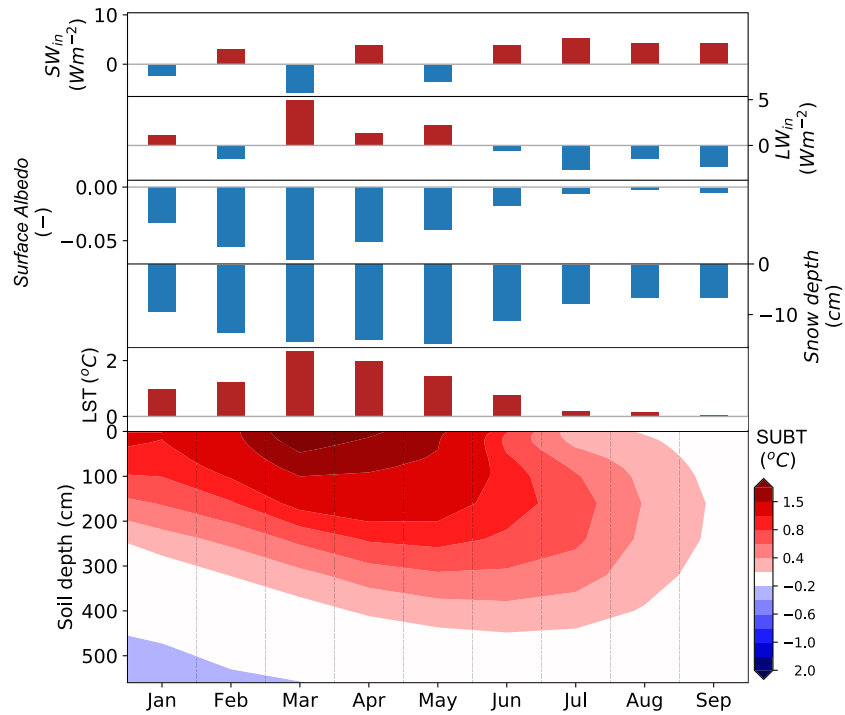 10
0
SW_in
(Wm^−2)
5
0
LW_in
(Wm^−2)
0.00
−0.05
Surface Albedo
(−)
0
−10
Snow depth
(cm)
2
0
LST (°C)
0
100
200
300
400
500
Soil depth (cm)
SUBT
(°C)
1.5
0.8
0.4
−0.2
−0.6
−1.0
2.0
Jan Feb Mar Apr May Jun Jul Aug Sep